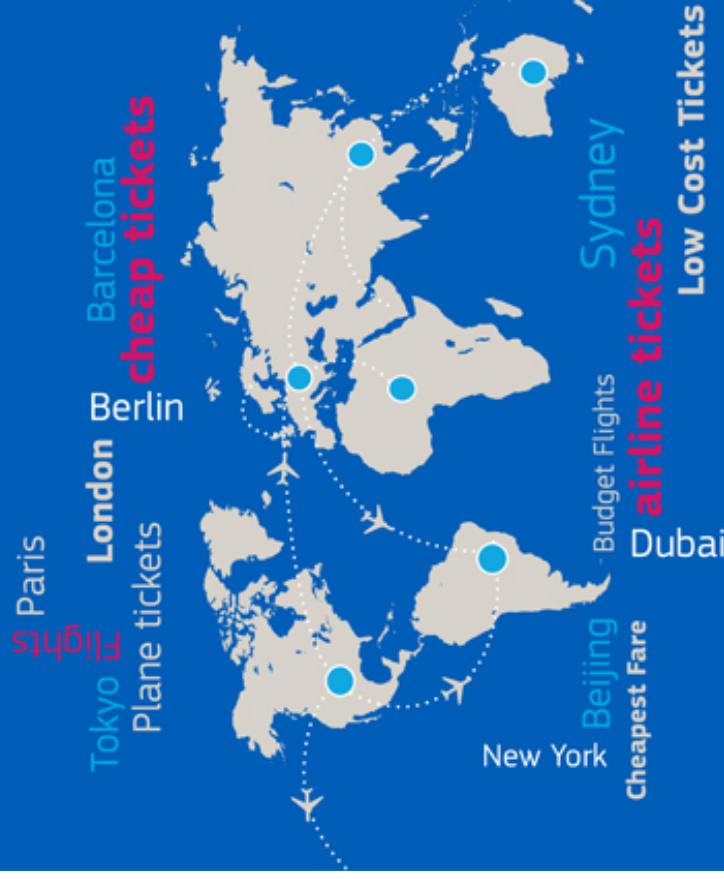 Barcelona
cheap tickets
Berlin
London
Paris
Flights
Tokyo
Plane tickets
Low Cost Tickets
Sydney
airline tickets
Budget Flights
Dubai
Beijing
Cheapest Fare
New York